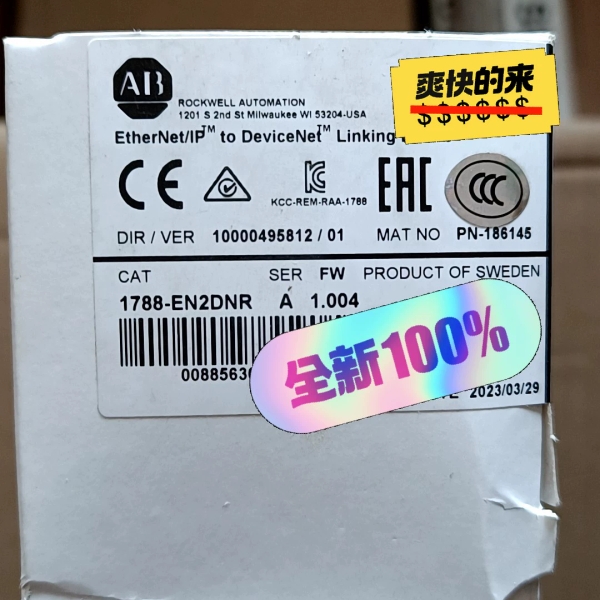 AB
ROCKWELL AUTOMATION
1201 S 2nd St Milwaukee WI 53204-USA
爽快的来
$$$$$$
EtherNet/IP™ to DeviceNet™ Linking
CE
KCC-REM-RAA-1788
EAC
CCC
DIR / VER 10000495812 / 01 MAT NO PN-186145
CAT SER FW PRODUCT OF SWEDEN
1788-EN2DNR A 1.004
0088563
全新100%
2023/03/29